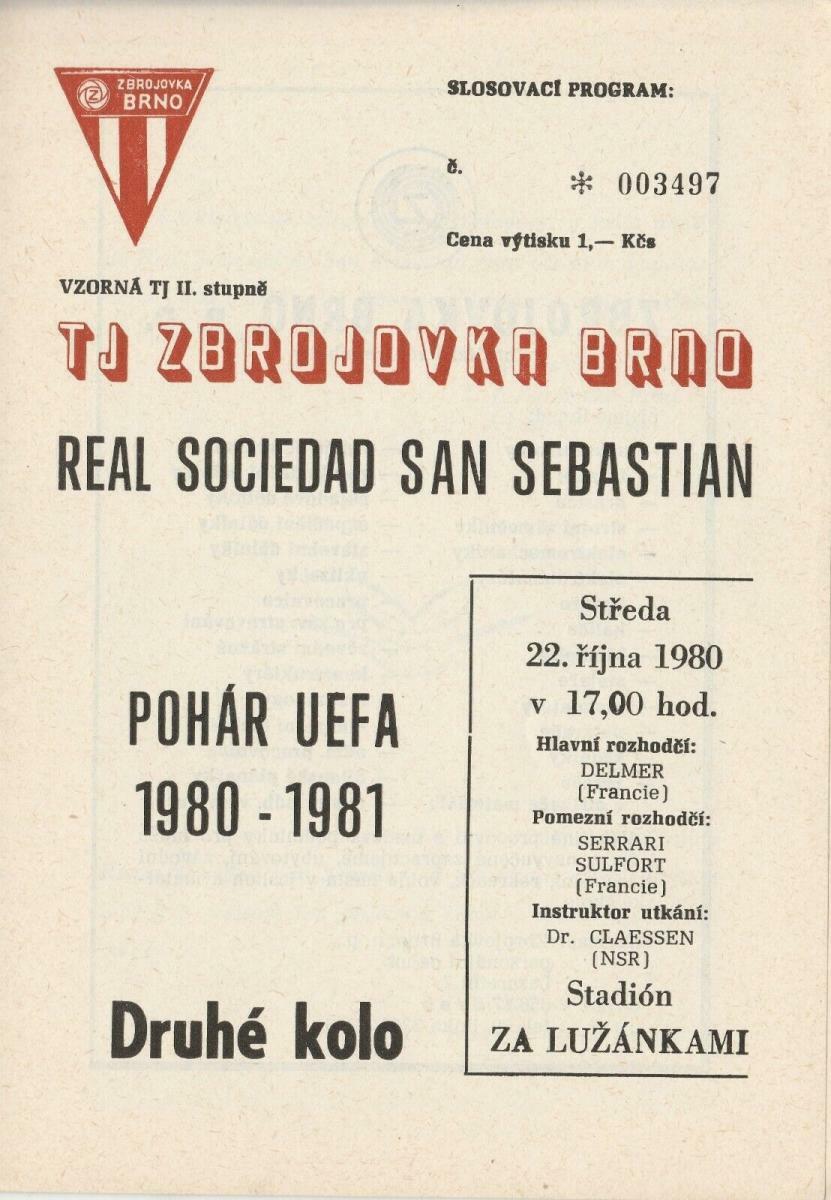 ZBROJOVKA
BRNO
Z
SLOSOVACÍ PROGRAM:
č.
* 003497
Cena výtisku 1,— Kčs
VZORNÁ TJ II. stupně
TJ ZBROJOVKA BRNO
REAL SOCIEDAD SAN SEBASTIAN
POHÁR UEFA
1980 - 1981
Druhé kolo
Středa
22. října 1980
v 17,00 hod.
Hlavní rozhodčí:
DELMER
(Francie)
Pomezní rozhodčí:
SERRARI
SULFORT
(Francie)
Instruktor utkání:
Dr. CLAESSEN
(NSR)
Stadión
ZA LUŽÁNKAMI